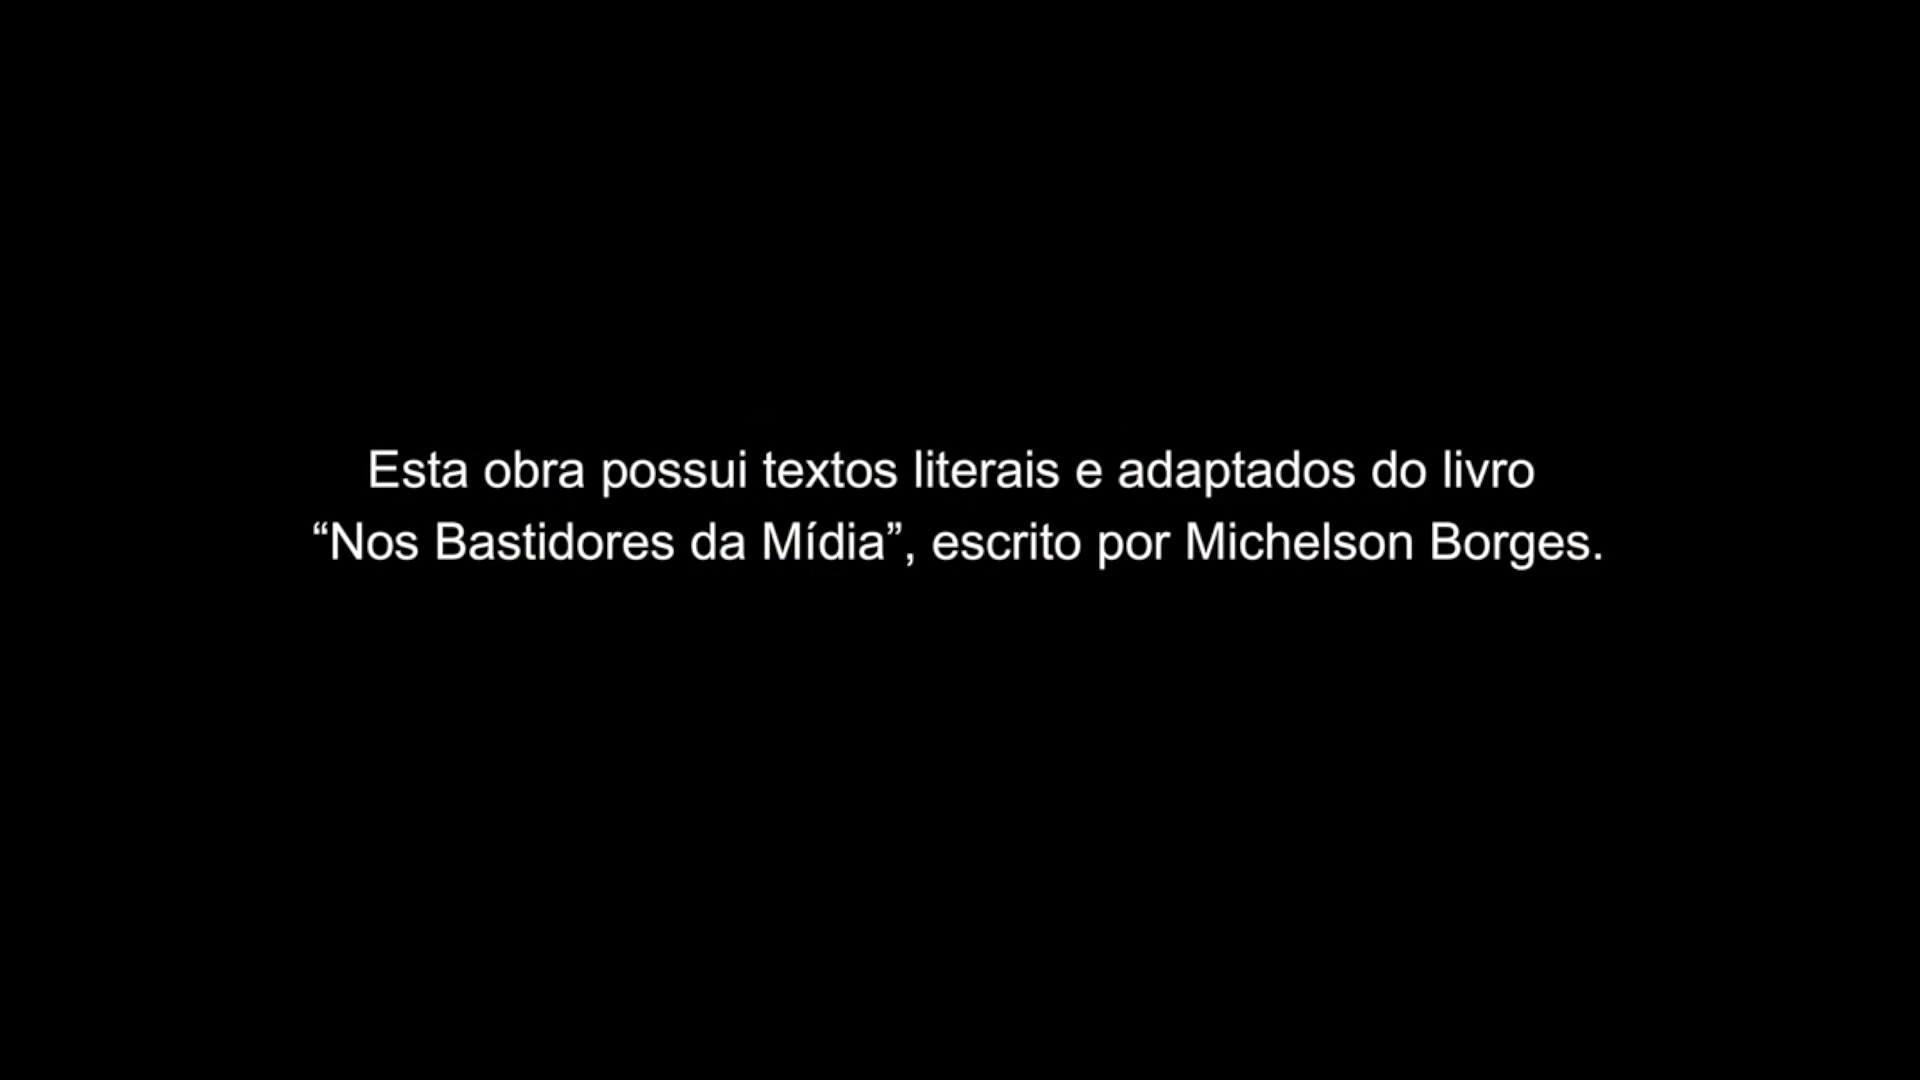 Esta obra possui textos literais e adaptados do livro
“Nos Bastidores da Mídia”, escrito por Michelson Borges.